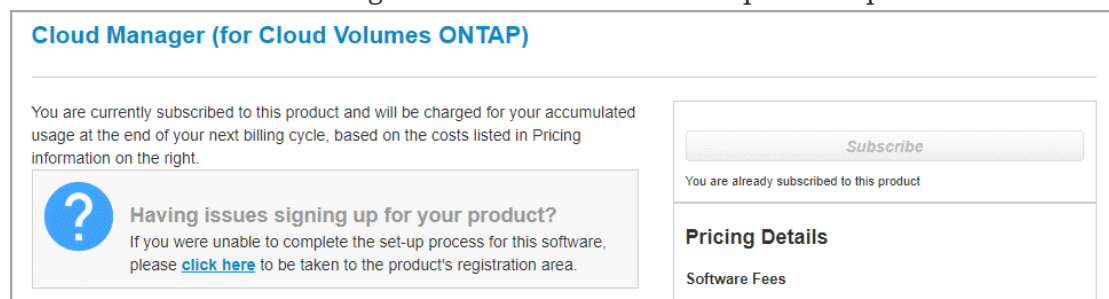 Cloud Manager (for Cloud Volumes ONTAP)
You are currently subscribed to this product and will be charged for your accumulated
usage at the end of your next billing cycle, based on the costs listed in Pricing
information on the right.
?
Having issues signing up for your product?
If you were unable to complete the set-up process for this software,
please click here to be taken to the product's registration area.
Subscribe
You are already subscribed to this product
Pricing Details
Software Fees